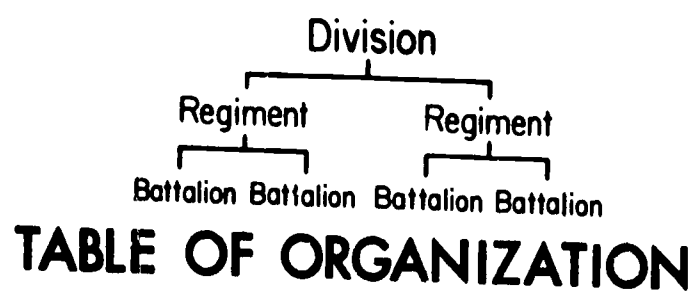 Division
Regiment Regiment
Battalion Battalion Battalion Battalion
TABLE OF ORGANIZATION